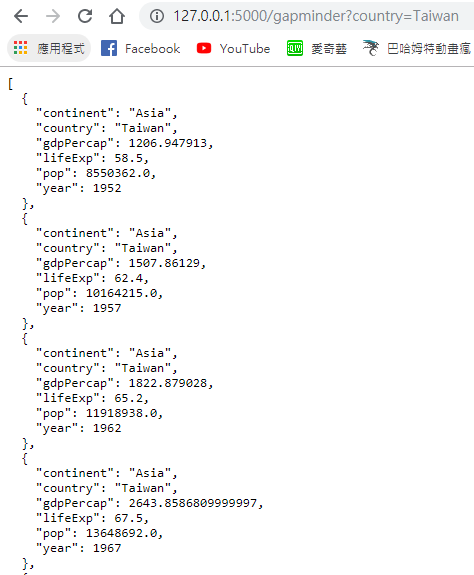 127.0.0.1:5000/gapminder?country=Taiwan
應用程式 Facebook YouTube iQIYI 愛奇藝 巴哈姆特動畫瘋
[
  {
    "continent": "Asia",
    "country": "Taiwan",
    "gdpPercap": 1206.947913,
    "lifeExp": 58.5,
    "pop": 8550362.0,
    "year": 1952
  },
  {
    "continent": "Asia",
    "country": "Taiwan",
    "gdpPercap": 1507.86129,
    "lifeExp": 62.4,
    "pop": 10164215.0,
    "year": 1957
  },
  {
    "continent": "Asia",
    "country": "Taiwan",
    "gdpPercap": 1822.879028,
    "lifeExp": 65.2,
    "pop": 11918938.0,
    "year": 1962
  },
  {
    "continent": "Asia",
    "country": "Taiwan",
    "gdpPercap": 2643.8586809999997,
    "lifeExp": 67.5,
    "pop": 13648692.0,
    "year": 1967
  },